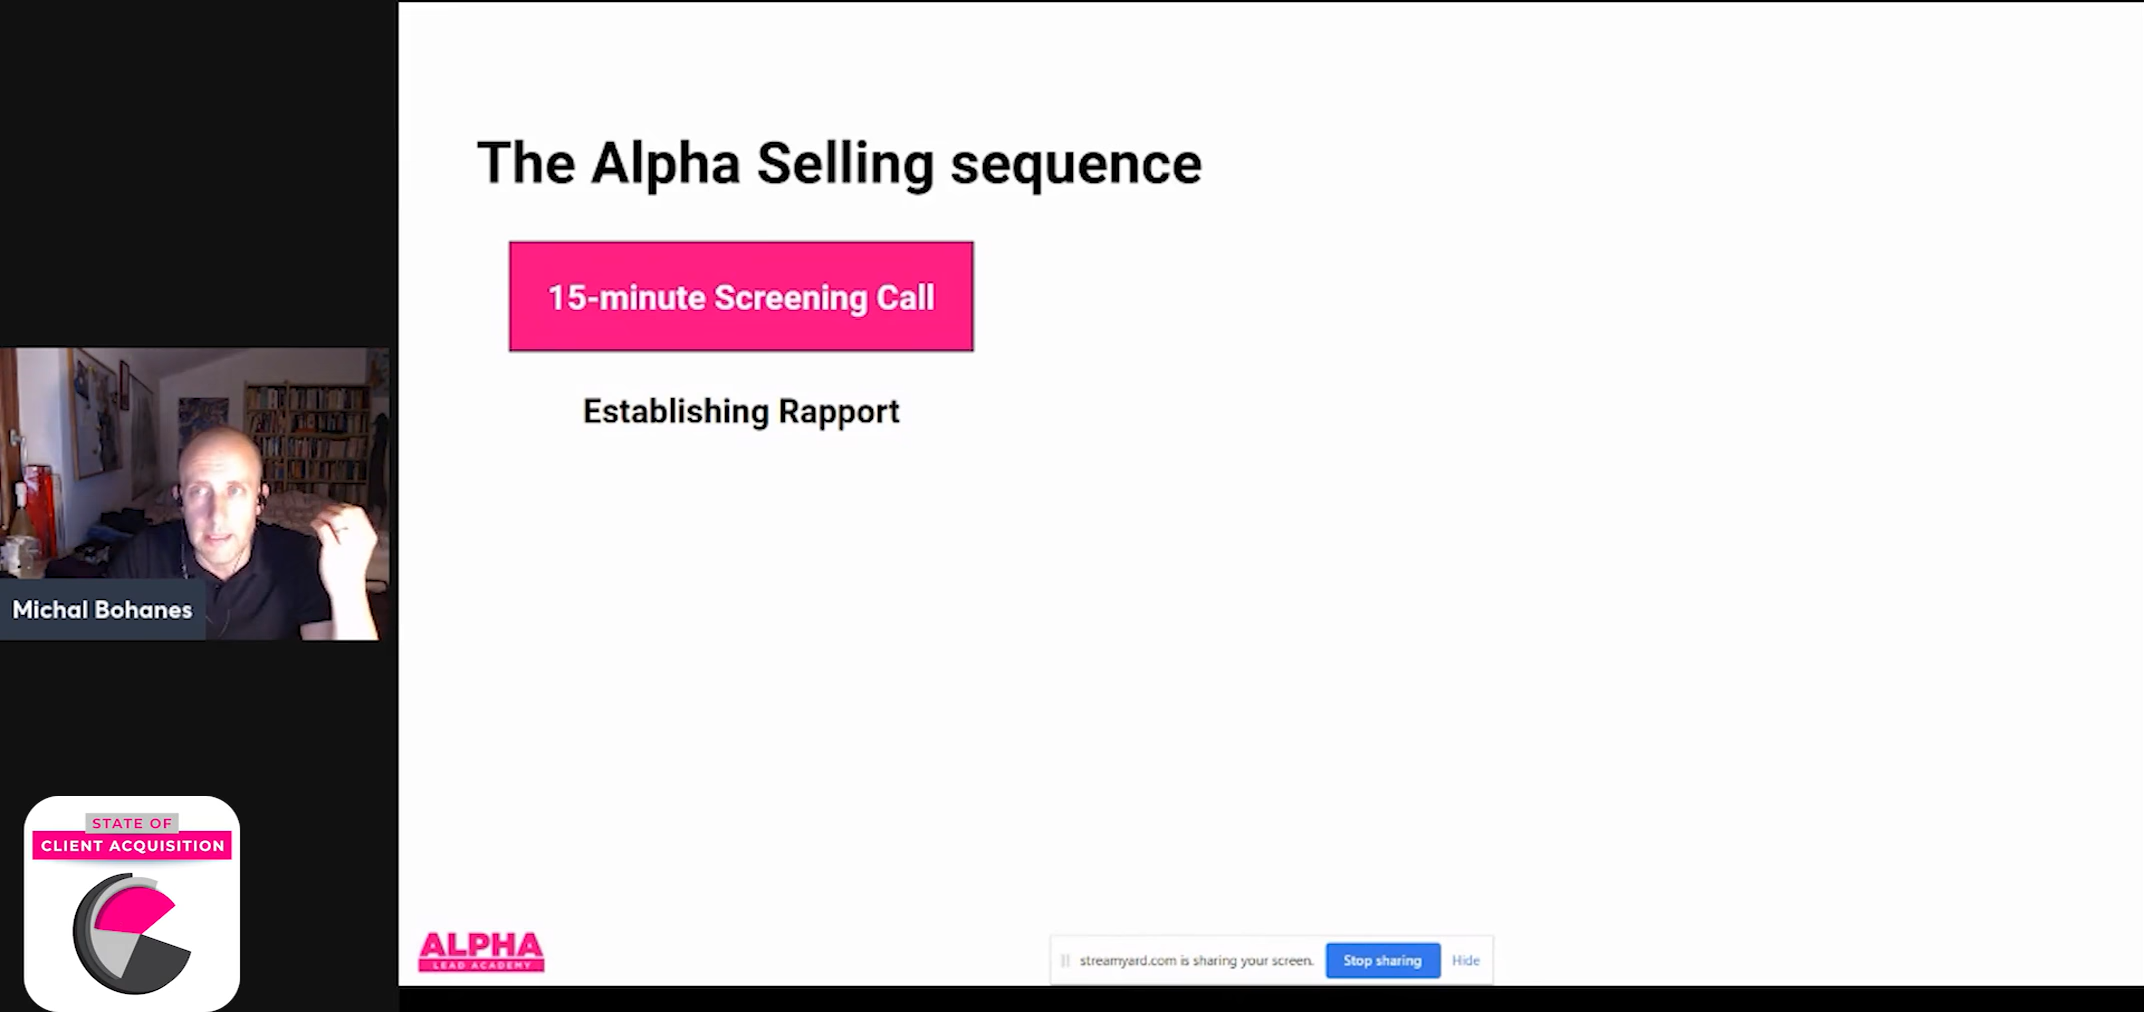 The Alpha Selling sequence
15-minute Screening Call
Establishing Rapport
Michal Bohanes
STATE OF
CLIENT ACQUISITION
ALPHA
LEAD ACADEMY
streamyard.com is sharing your screen.
Stop sharing
Hide